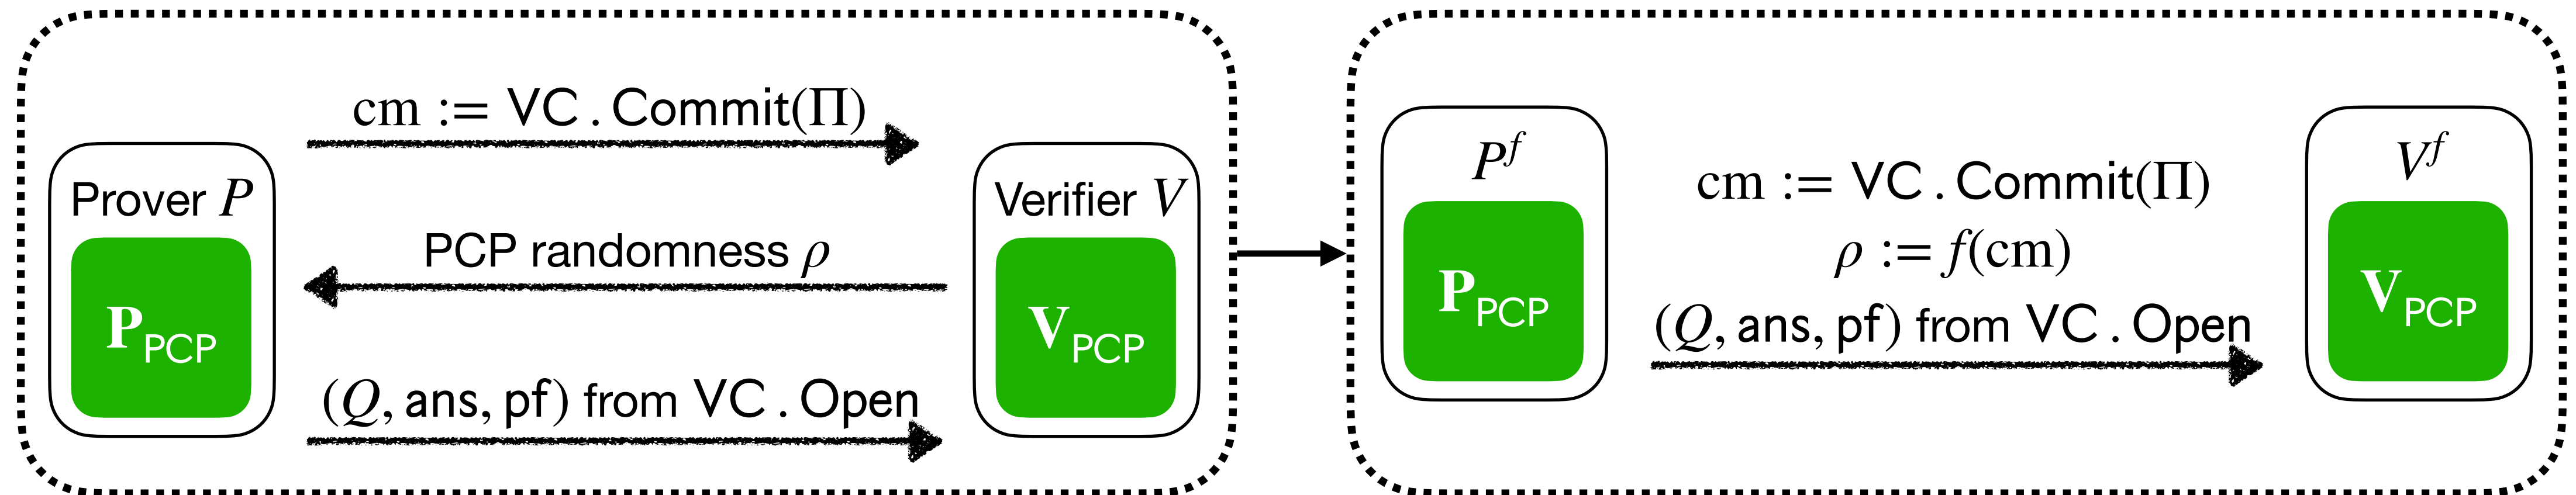 cm := VC.Commit(Π)
Prover P
P_PCP
PCP randomness ρ
Verifier V
V_PCP
(Q, ans, pf) from VC.Open
P^f
P_PCP
cm := VC.Commit(Π)
ρ := f(cm)
(Q, ans, pf) from VC.Open
V^f
V_PCP